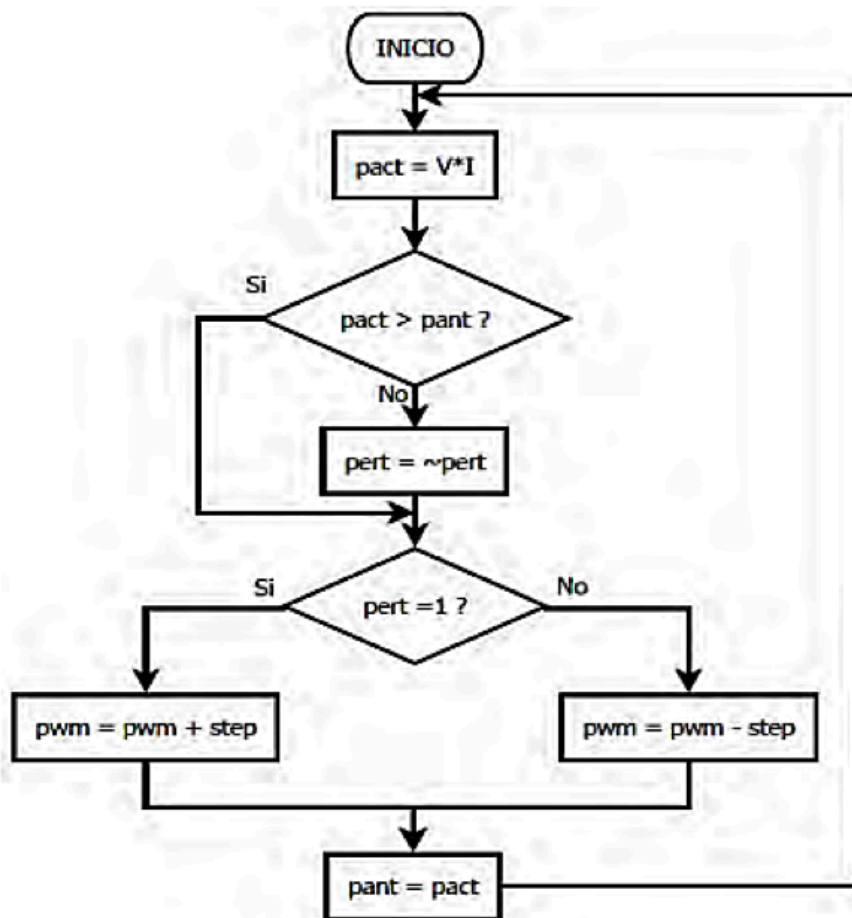 INICIO
pact = V*I
Si
pact > pant ?
No
pert = ~pert
Si
pert =1 ?
No
pwm = pwm + step
pwm = pwm - step
pant = pact